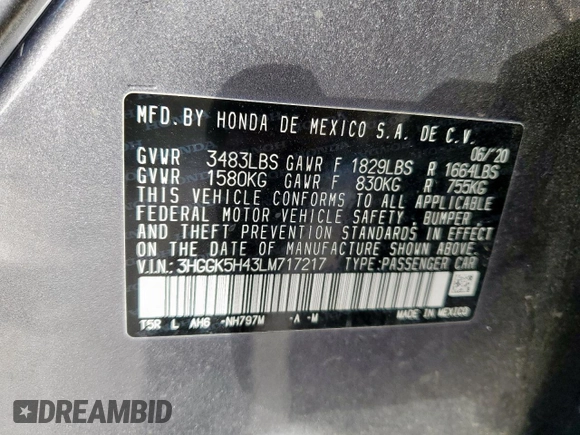 MFD. BY HONDA DE MEXICO S.A. DE C.V.
06/20
GVWR 3483LBS GAWR F 1829LBS R 1664LBS
GVWR 1580KG GAWR F 830KG R 755KG
THIS VEHICLE CONFORMS TO ALL APPLICABLE
FEDERAL MOTOR VEHICLE SAFETY, BUMPER
AND THEFT PREVENTION STANDARDS IN EFFECT
ON THE DATE OF MANUFACTURE SHOWN ABOVE.
V.I.N.: 3HGGK5H43LM717217 TYPE:PASSENGER CAR
T5R L AH6 -NH797M -A -M MADE IN MEXICO
DREAMBID